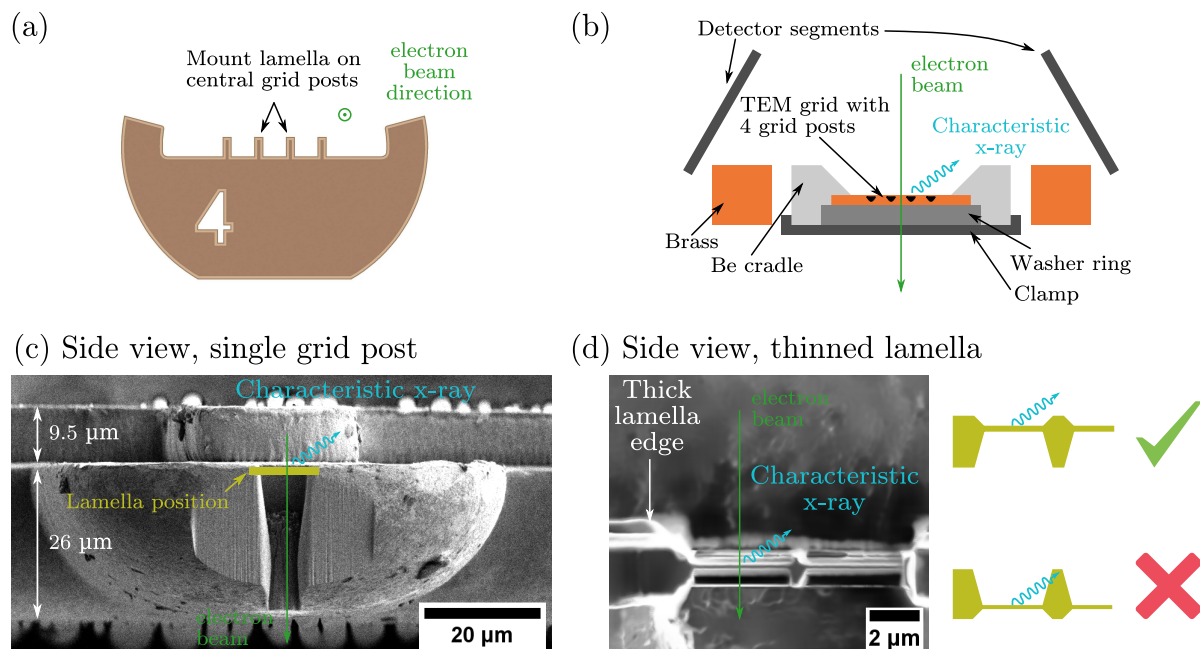 (a)
Mount lamella on
central grid posts
electron
beam
direction
4
(b)
Detector segments
electron
beam
TEM grid with
4 grid posts
Characteristic
x-ray
Brass
Be cradle
Washer ring
Clamp
(c) Side view, single grid post
Characteristic x-ray
9.5 µm
Lamella position
26 µm
electron
beam
20 µm
(d) Side view, thinned lamella
Thick
lamella
edge
electron
beam
Characteristic
x-ray
2 µm